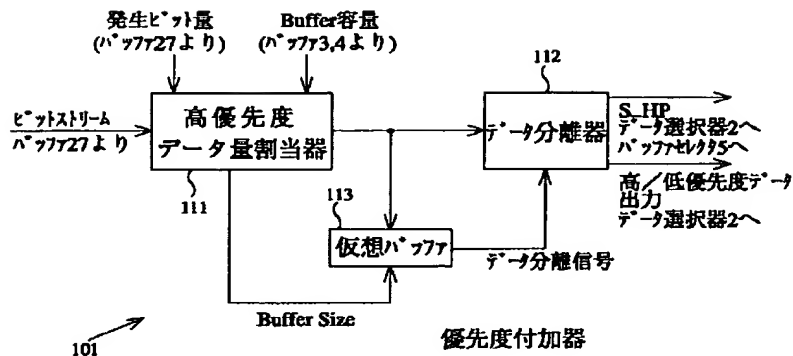 発生ビット量
(バッファ27より)
Buffer容量
(バッファ3,4より)
ビットストリーム
バッファ27より
高優先度
データ量割当器
111
112
データ分離器
S_HP
データ選択器2へ
バッファセレクタ5へ
高／低優先度データ
出力
データ選択器2へ
113
仮想バッファ
データ分離信号
Buffer Size
101
優先度付加器